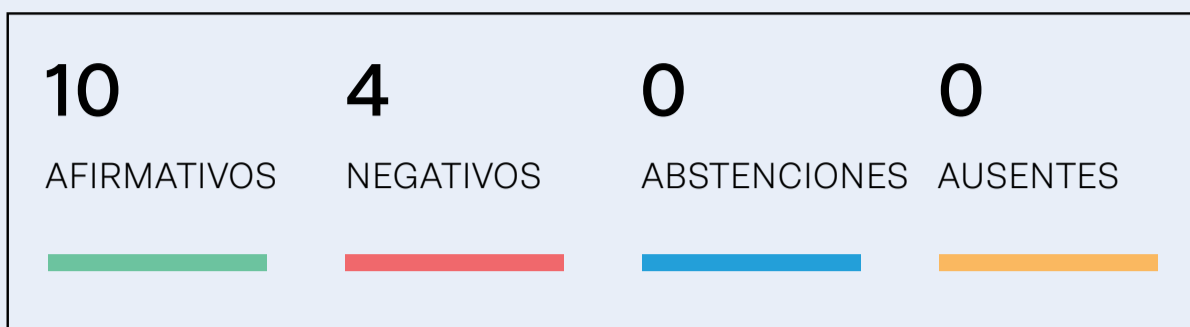 10 4 0 0
AFIRMATIVOS NEGATIVOS ABSTENCIONES AUSENTES